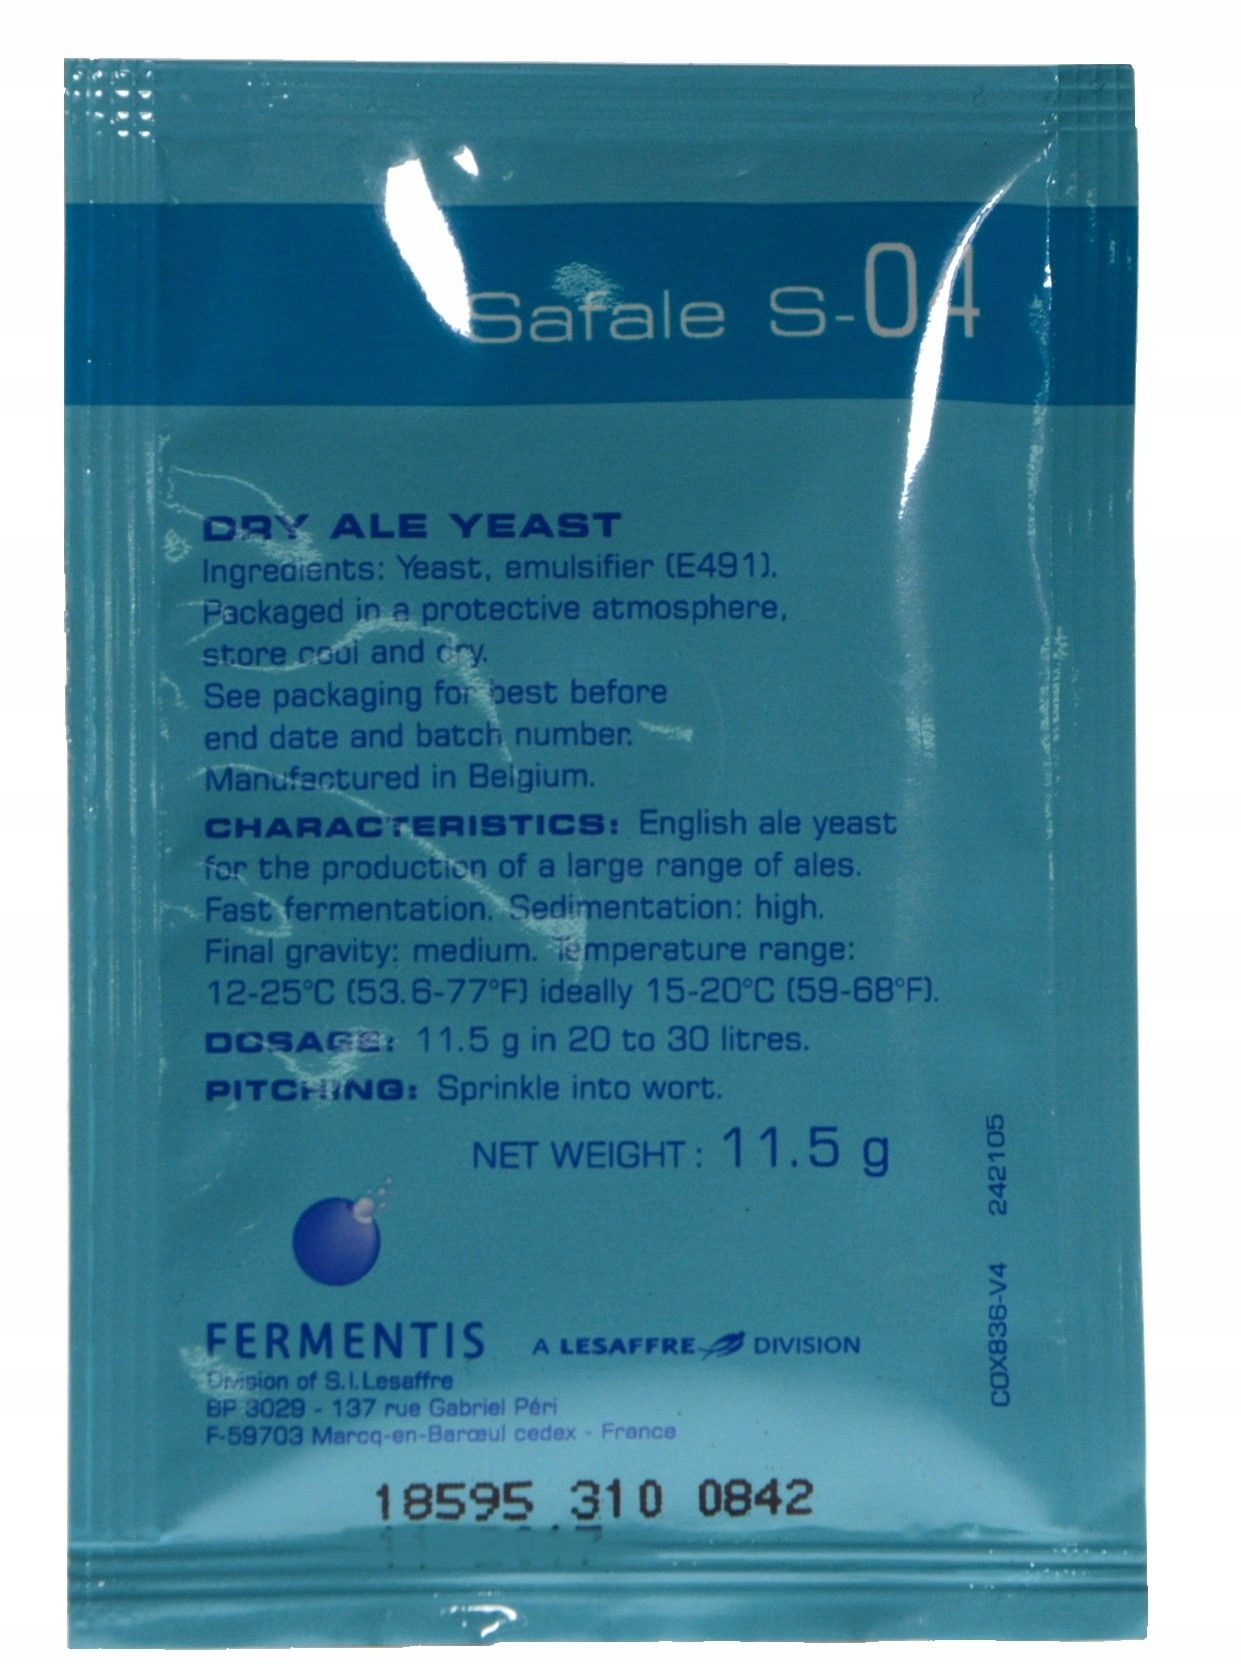 Safale S-04
DRY ALE YEAST
Ingredients: Yeast, emulsifier (E491).
Packaged in a protective atmosphere,
store cool and dry.
See packaging for best before
end date and batch number.
Manufactured in Belgium.
CHARACTERISTICS: English ale yeast
for the production of a large range of ales.
Fast fermentation. Sedimentation: high.
Final gravity: medium. Temperature range:
12-25°C (53.6-77°F) ideally 15-20°C (59-68°F).
DOSAGE: 11.5 g in 20 to 30 litres.
PITCHING: Sprinkle into wort.
NET WEIGHT : 11.5 g
COX836-V4 242105
FERMENTIS A LESAFFRE DIVISION
Division of S.I.Lesaffre
BP 3029 - 137 rue Gabriel Péri
F-59703 Marcq-en-Barœul cedex - France
18595 310 0842